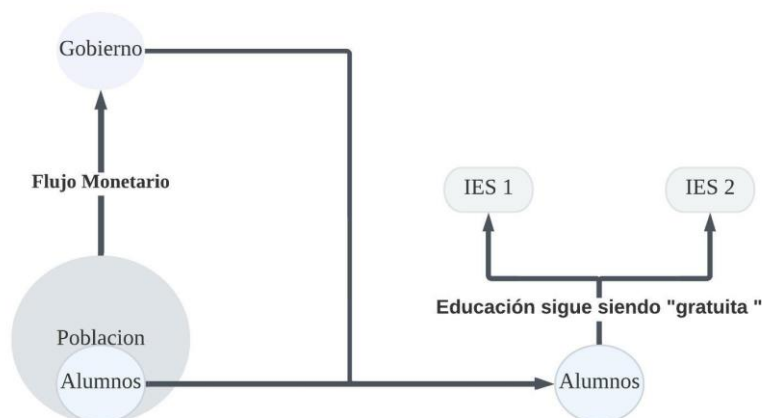 Gobierno
Flujo Monetario
IES 1
IES 2
Educación sigue siendo "gratuita "
Poblacion
Alumnos
Alumnos